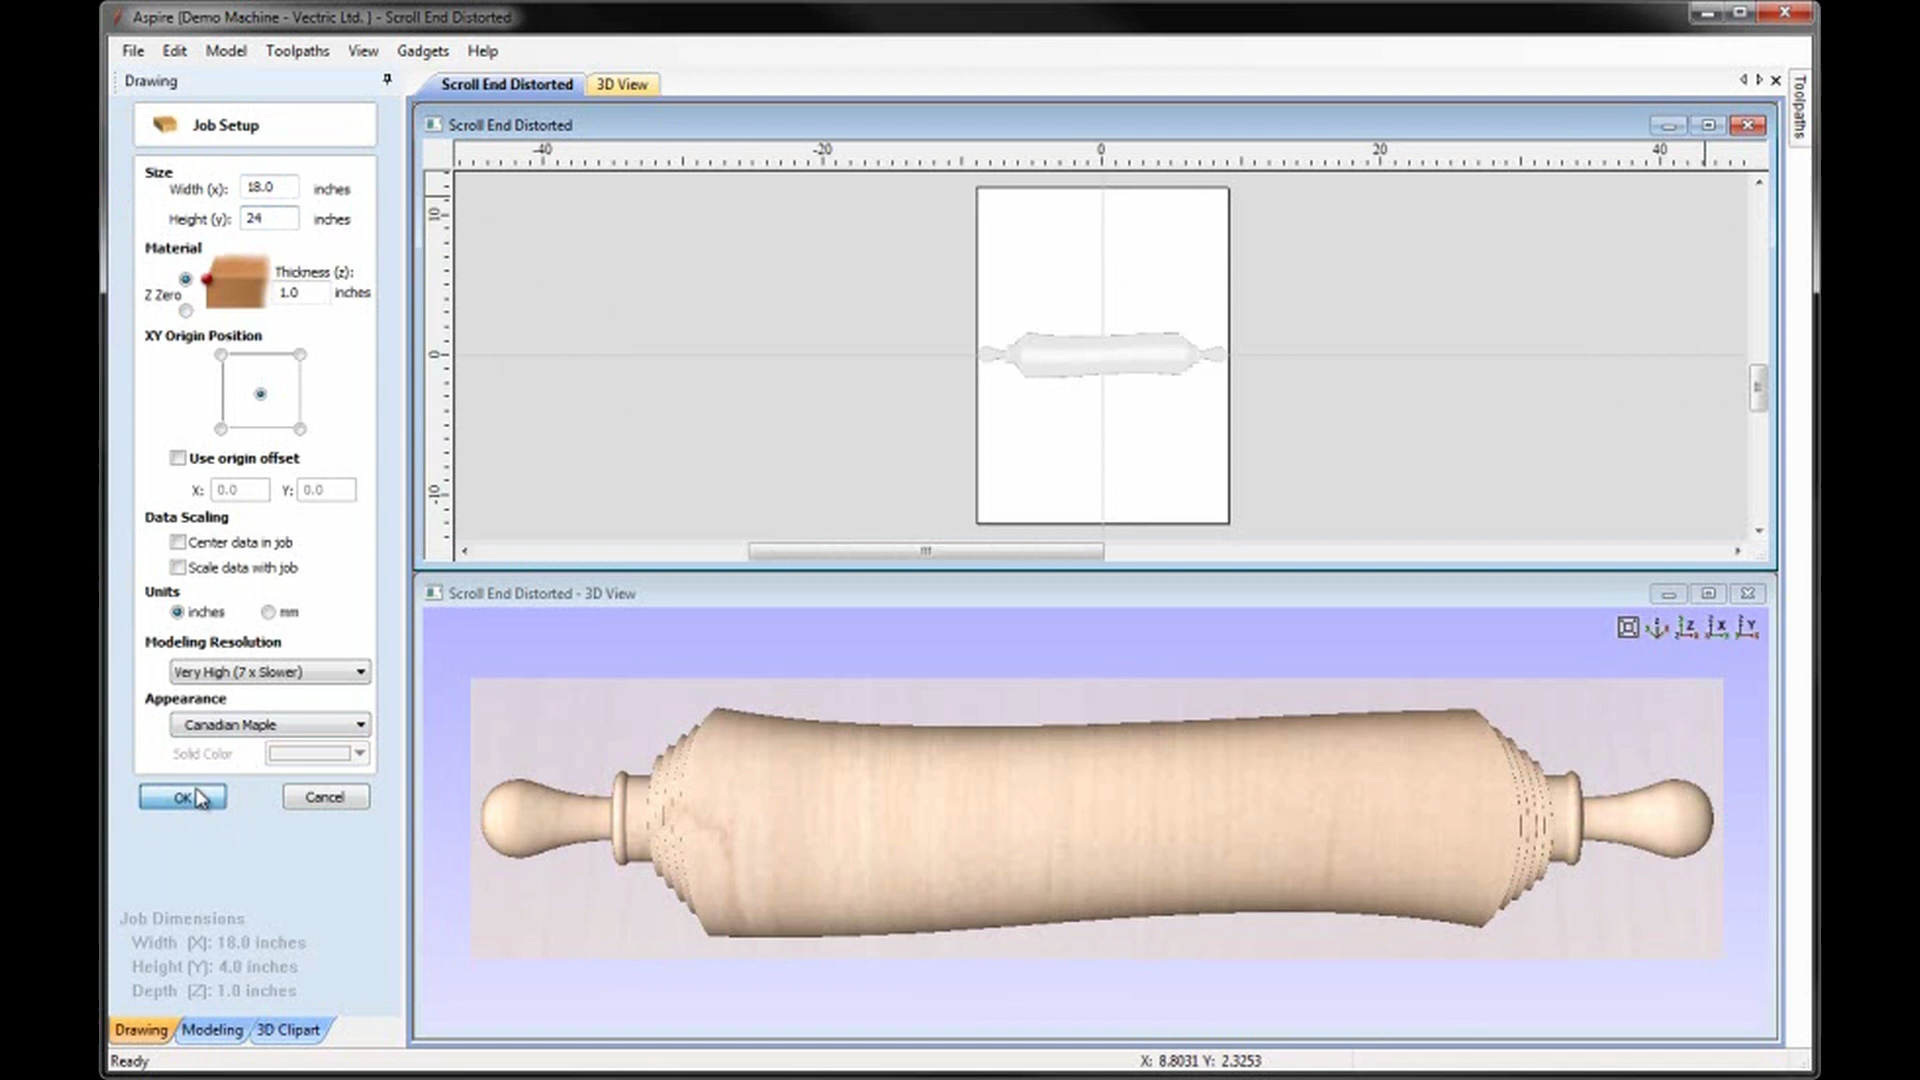 Aspire (Demo Machine - Vectric Ltd. ) - Scroll End Distorted
File Edit Model Toolpaths View Gadgets Help
Drawing
Scroll End Distorted 3D View
Toolpaths
Job Setup
Scroll End Distorted
-40 -20 0 20 40
10
0
-10
Size
Width (x): 18.0 inches
Height (y): 24 inches
Material
Thickness (z):
Z Zero 1.0 inches
XY Origin Position
Use origin offset
X: 0.0 Y: 0.0
Data Scaling
Center data in job
Scale data with job
Units
inches mm
Modeling Resolution
Very High (7 x Slower)
Appearance
Canadian Maple
Solid Color
OK Cancel
Scroll End Distorted - 3D View
Z X Y
Job Dimensions
Width (X): 18.0 inches
Height (Y): 4.0 inches
Depth (Z): 1.0 inches
Drawing Modeling 3D Clipart
Ready X: 8.8031 Y: 2.3253